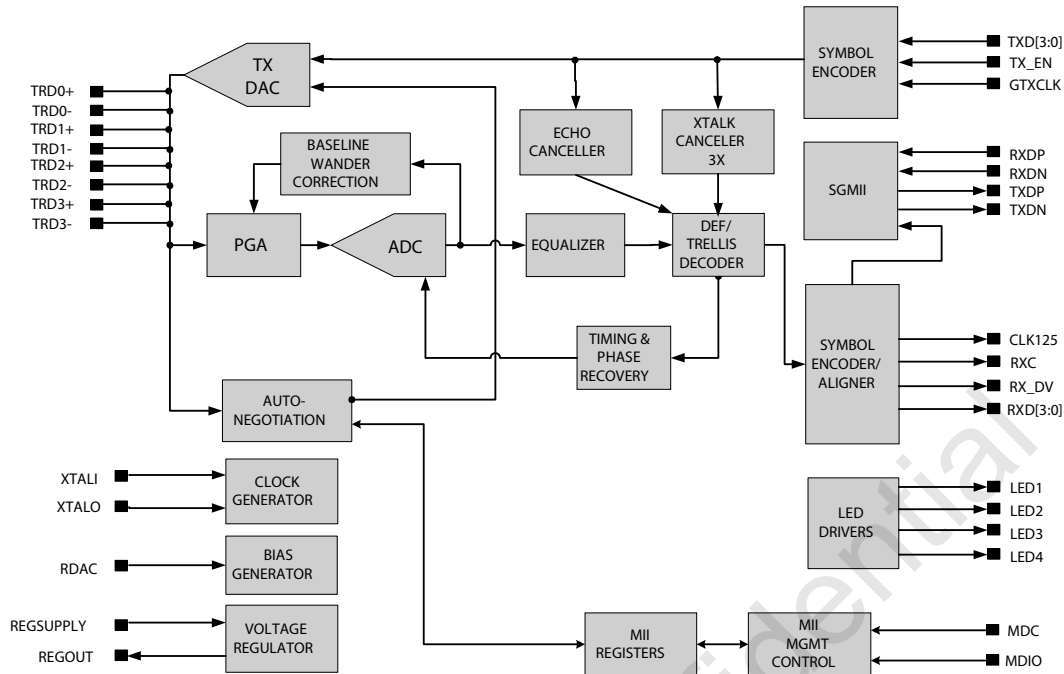 TX
DAC
SYMBOL
ENCODER
TXD[3:0]
TX_EN
GTXCLK
TRD0+
TRD0-
TRD1+
TRD1-
TRD2+
TRD2-
TRD3+
TRD3-
BASELINE
WANDER
CORRECTION
ECHO
CANCELLER
XTALK
CANCELER
3X
SGMII
RXDP
RXDN
TXDP
TXDN
PGA
ADC
EQUALIZER
DEF/
TRELLIS
DECODER
TIMING &
PHASE
RECOVERY
SYMBOL
ENCODER/
ALIGNER
CLK125
RXC
RX_DV
RXD[3:0]
AUTO-
NEGOTIATION
XTALI
XTALO
CLOCK
GENERATOR
LED
DRIVERS
LED1
LED2
LED3
LED4
RDAC
BIAS
GENERATOR
REGSUPPLY
REGOUT
VOLTAGE
REGULATOR
MII
REGISTERS
MII
MGMT
CONTROL
MDC
MDIO